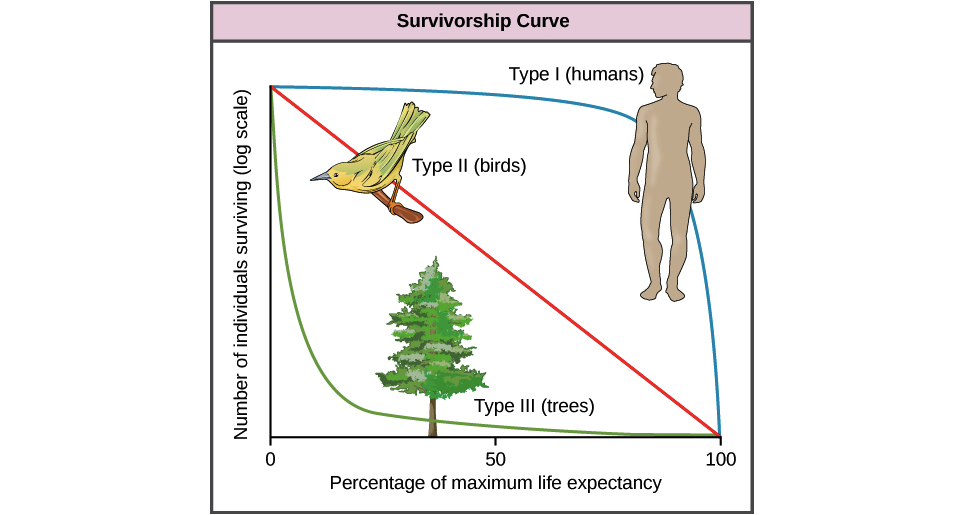 Survivorship Curve
Type I (humans)
Type II (birds)
Type III (trees)
Number of individuals surviving (log scale)
0 50 100
Percentage of maximum life expectancy